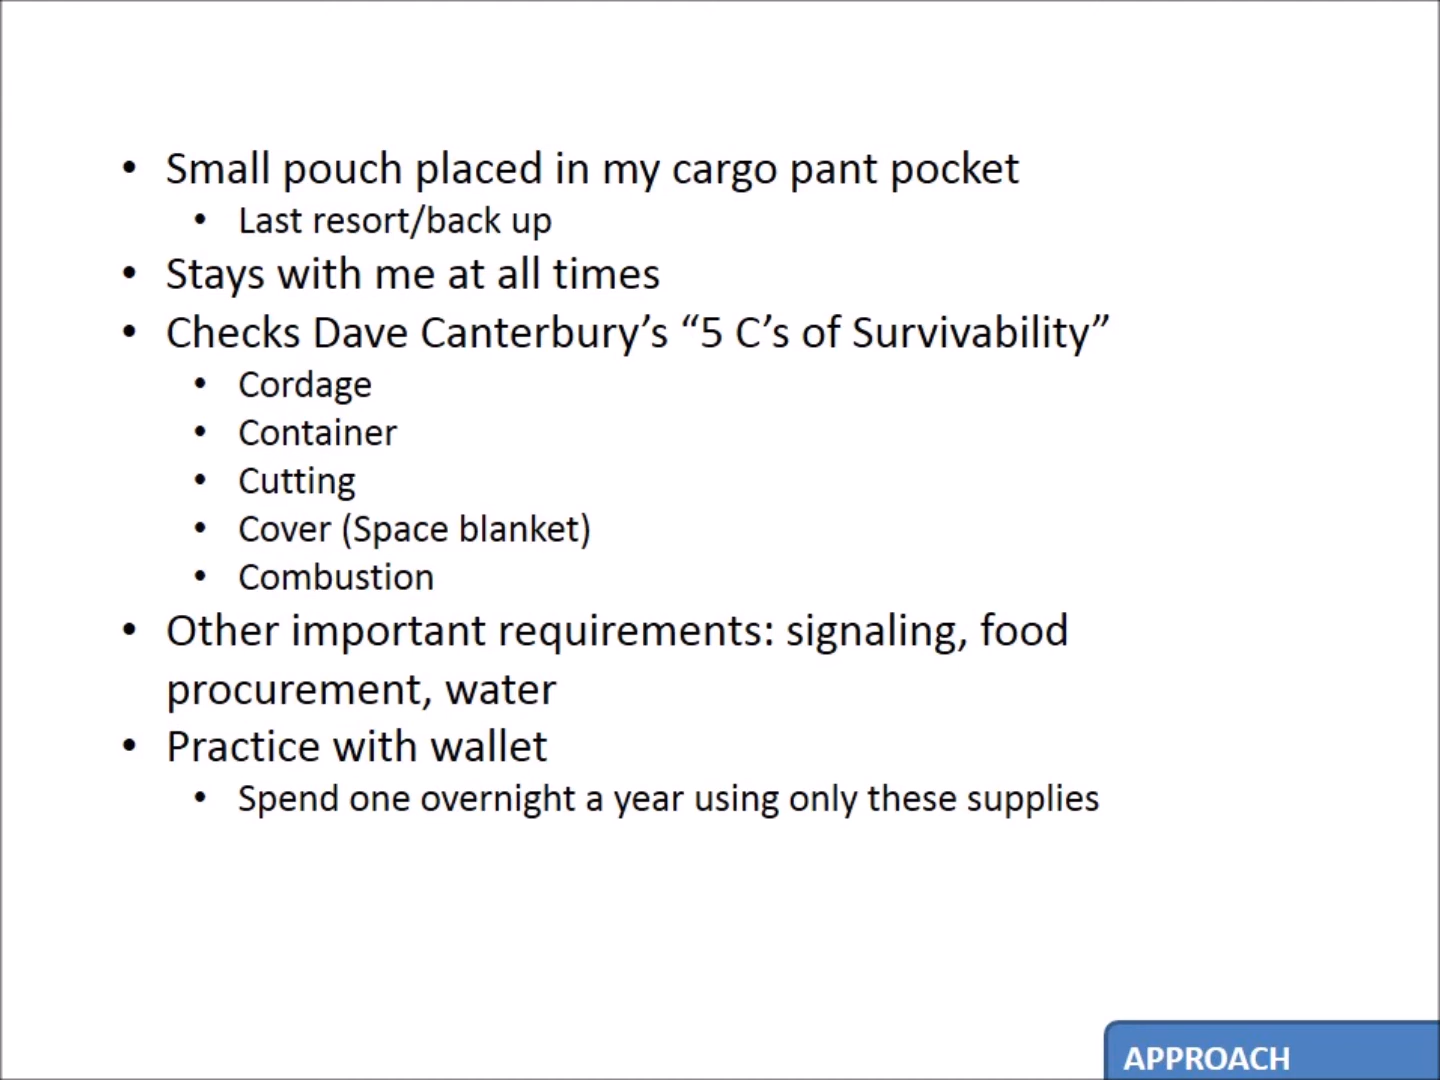 • Small pouch placed in my cargo pant pocket
• Last resort/back up
• Stays with me at all times
• Checks Dave Canterbury’s “5 C’s of Survivability”
• Cordage
• Container
• Cutting
• Cover (Space blanket)
• Combustion
• Other important requirements: signaling, food
procurement, water
• Practice with wallet
• Spend one overnight a year using only these supplies
APPROACH